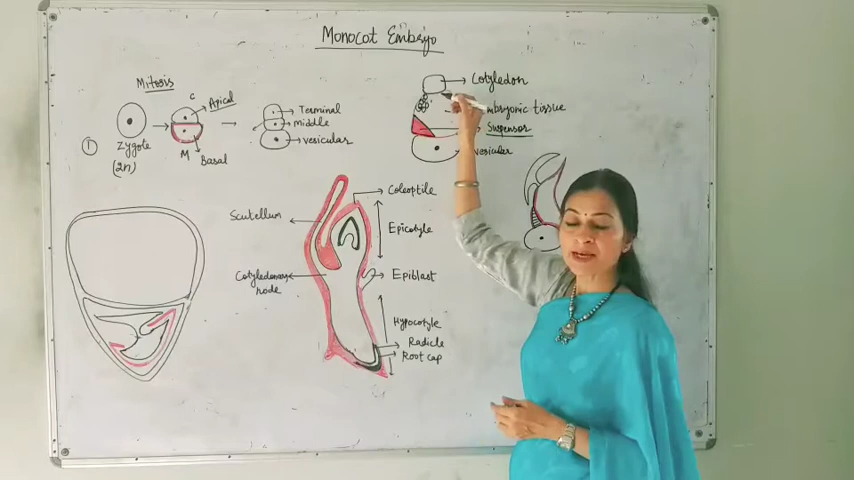 Monocot Embryo
Mitosis
①
Zygote
(2n)
C
Apical
M
Basal
Terminal
middle
vesicular
Cotyledon
Embryonic tissue
Suspensor
vesicular
Scutellum
Cotyledonary
node
Coleoptile
Epicotyle
Epiblast
Hypocotyle
Radicle
Root cap